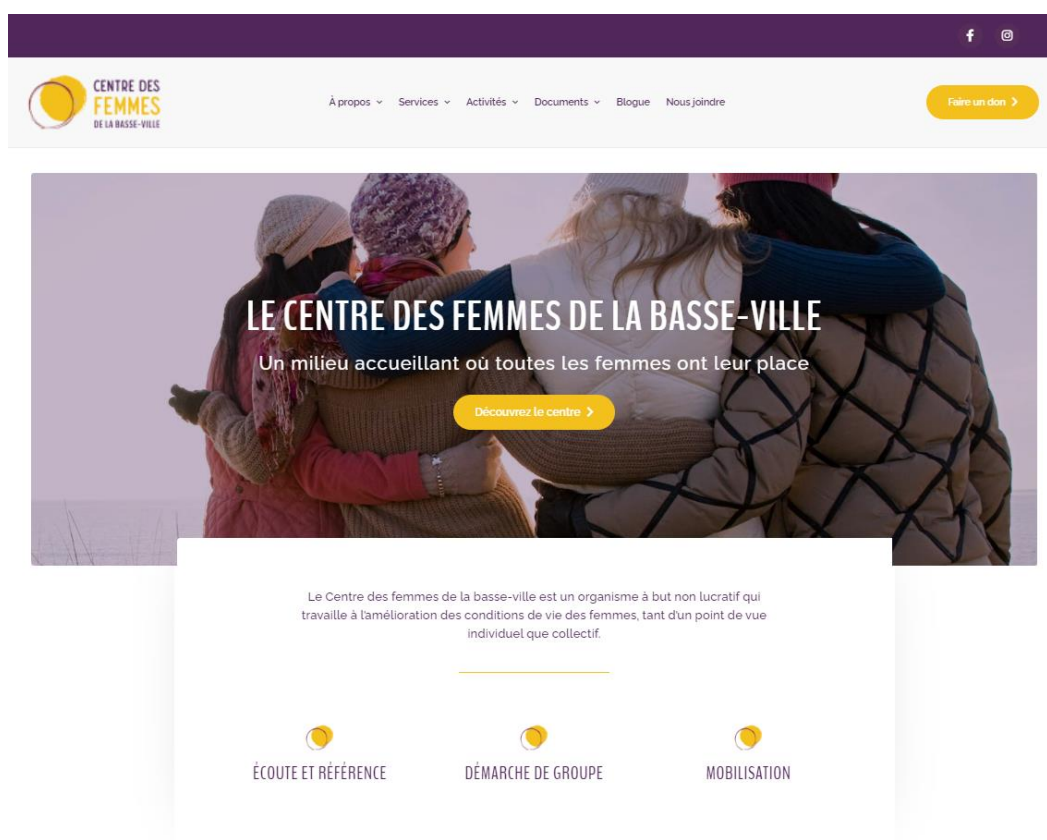 CENTRE DES
FEMMES
DE LA BASSE-VILLE
À propos
Services
Activités
Documents
Blogue
Nous joindre
Faire un don
LE CENTRE DES FEMMES DE LA BASSE-VILLE
Un milieu accueillant où toutes les femmes ont leur place
Découvrez le centre
Le Centre des femmes de la basse-ville est un organisme à but non lucratif qui
travaille à l'amélioration des conditions de vie des femmes, tant d'un point de vue
individuel que collectif.
ÉCOUTE ET RÉFÉRENCE
DÉMARCHE DE GROUPE
MOBILISATION